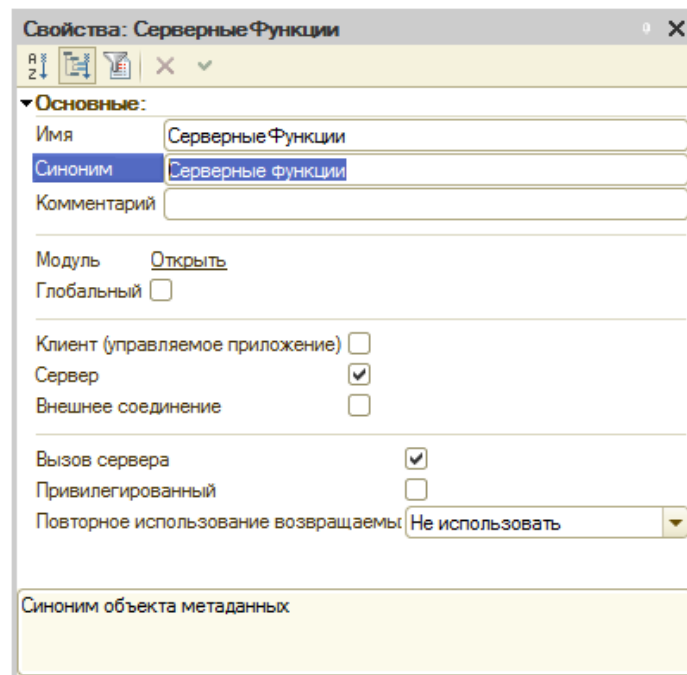 Свойства: СерверныеФункции
Основные:
Имя СерверныеФункции
Синоним Серверные функции
Комментарий
Модуль Открыть
Глобальный
Клиент (управляемое приложение)
Сервер
Внешнее соединение
Вызов сервера
Привилегированный
Повторное использование возвращаемы Не использовать
Синоним объекта метаданных